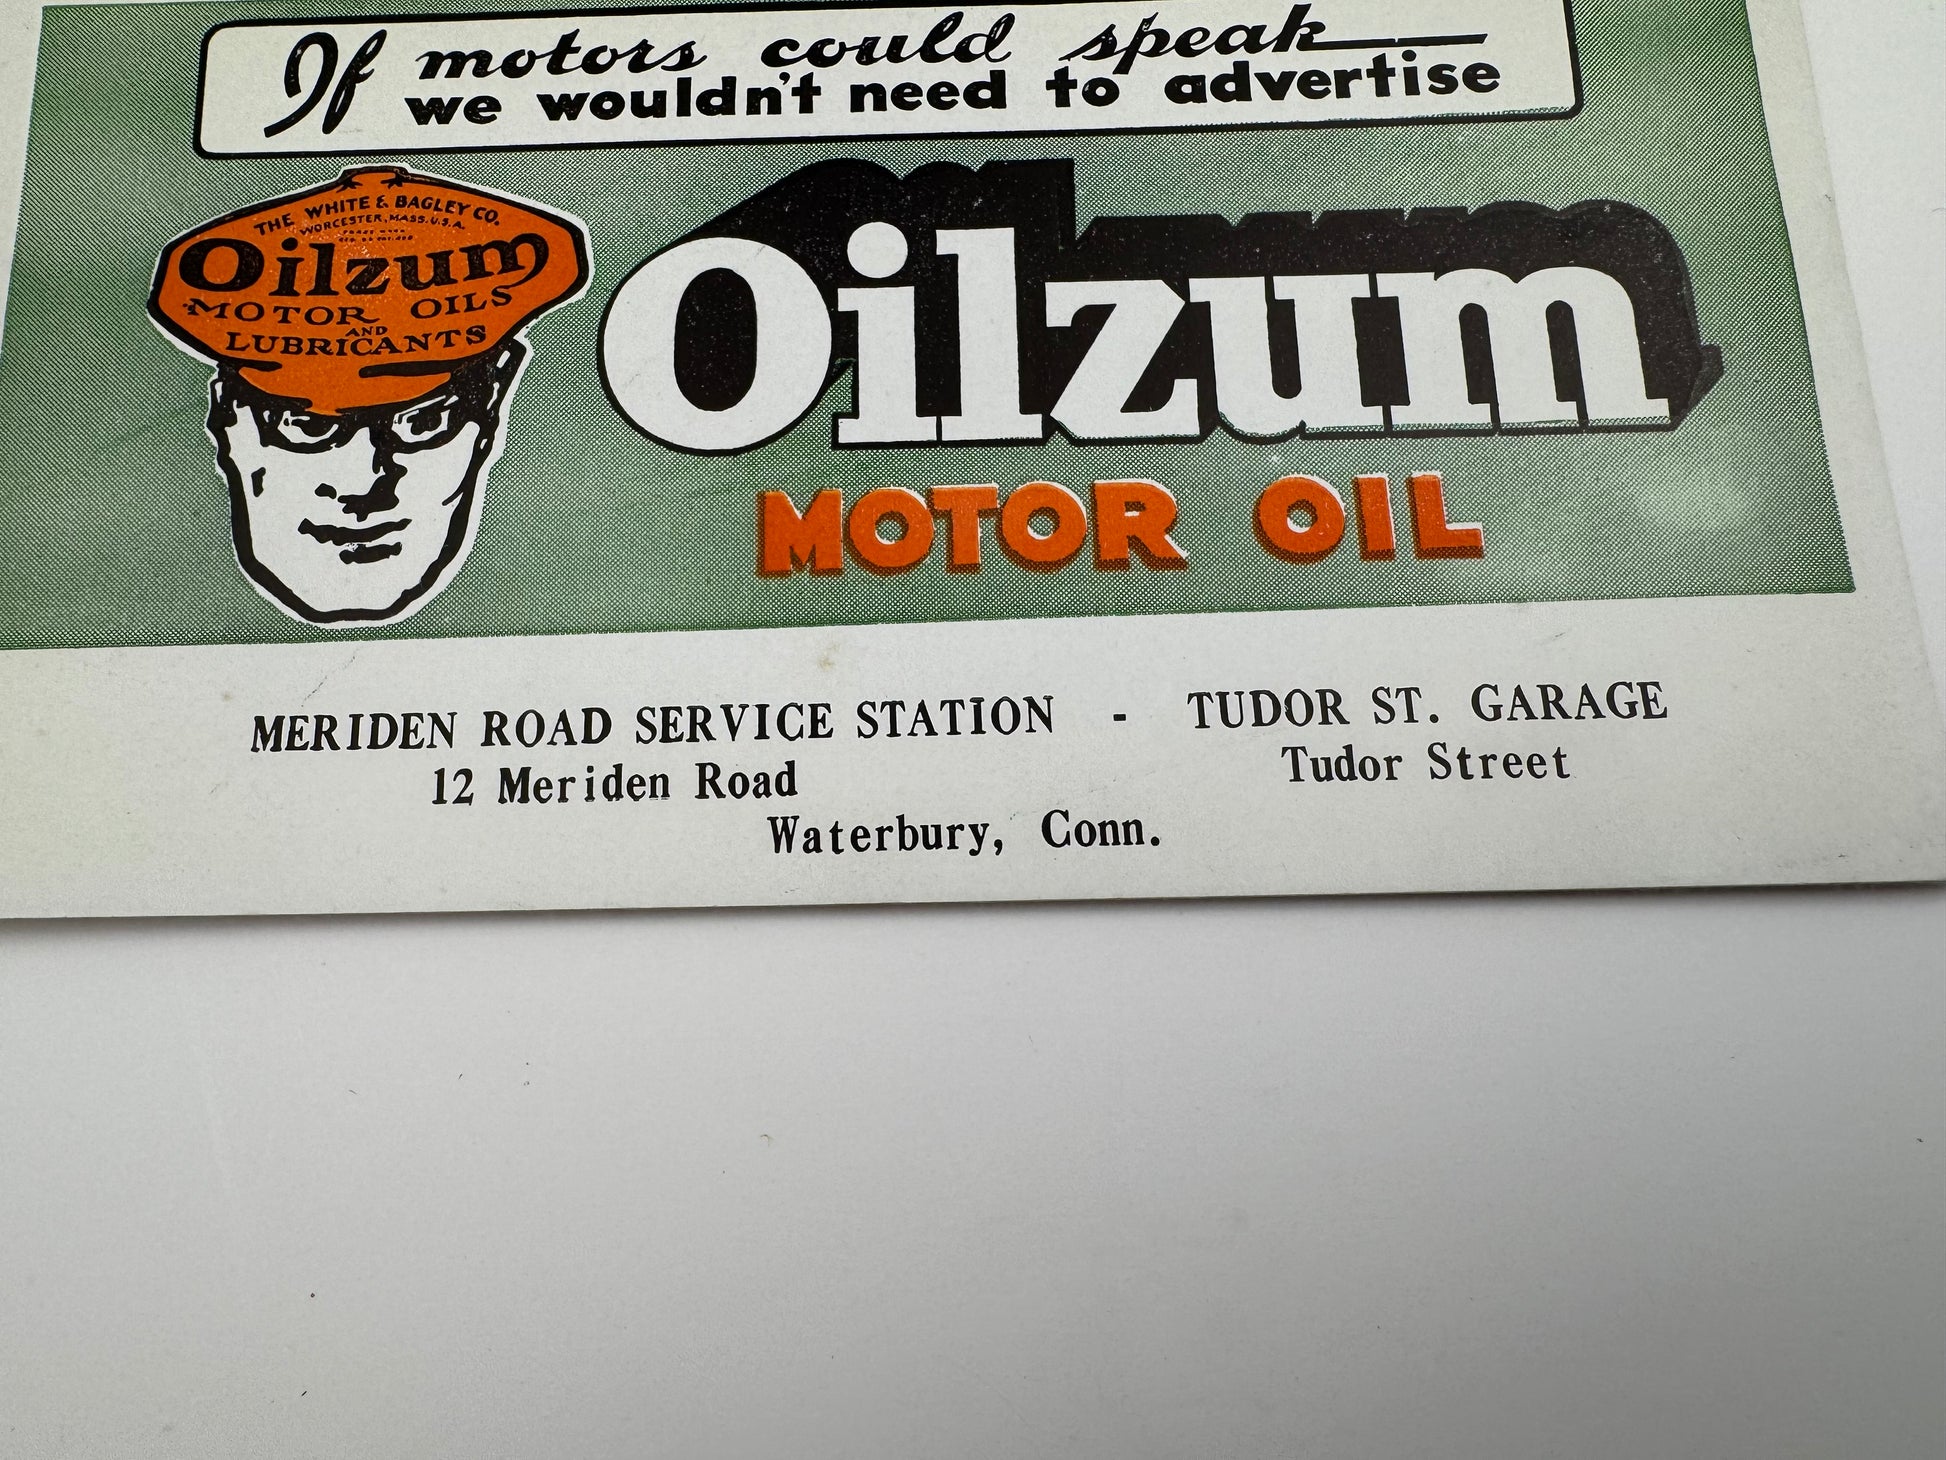 If motors could speak
we wouldn't need to advertise
THE WHITE & BAGLEY CO.
WORCESTER, MASS. U.S.A.
Oilzum
MOTOR OILS
AND
LUBRICANTS
Oilzum
MOTOR OIL
MERIDEN ROAD SERVICE STATION - TUDOR ST. GARAGE
12 Meriden Road Tudor Street
Waterbury, Conn.